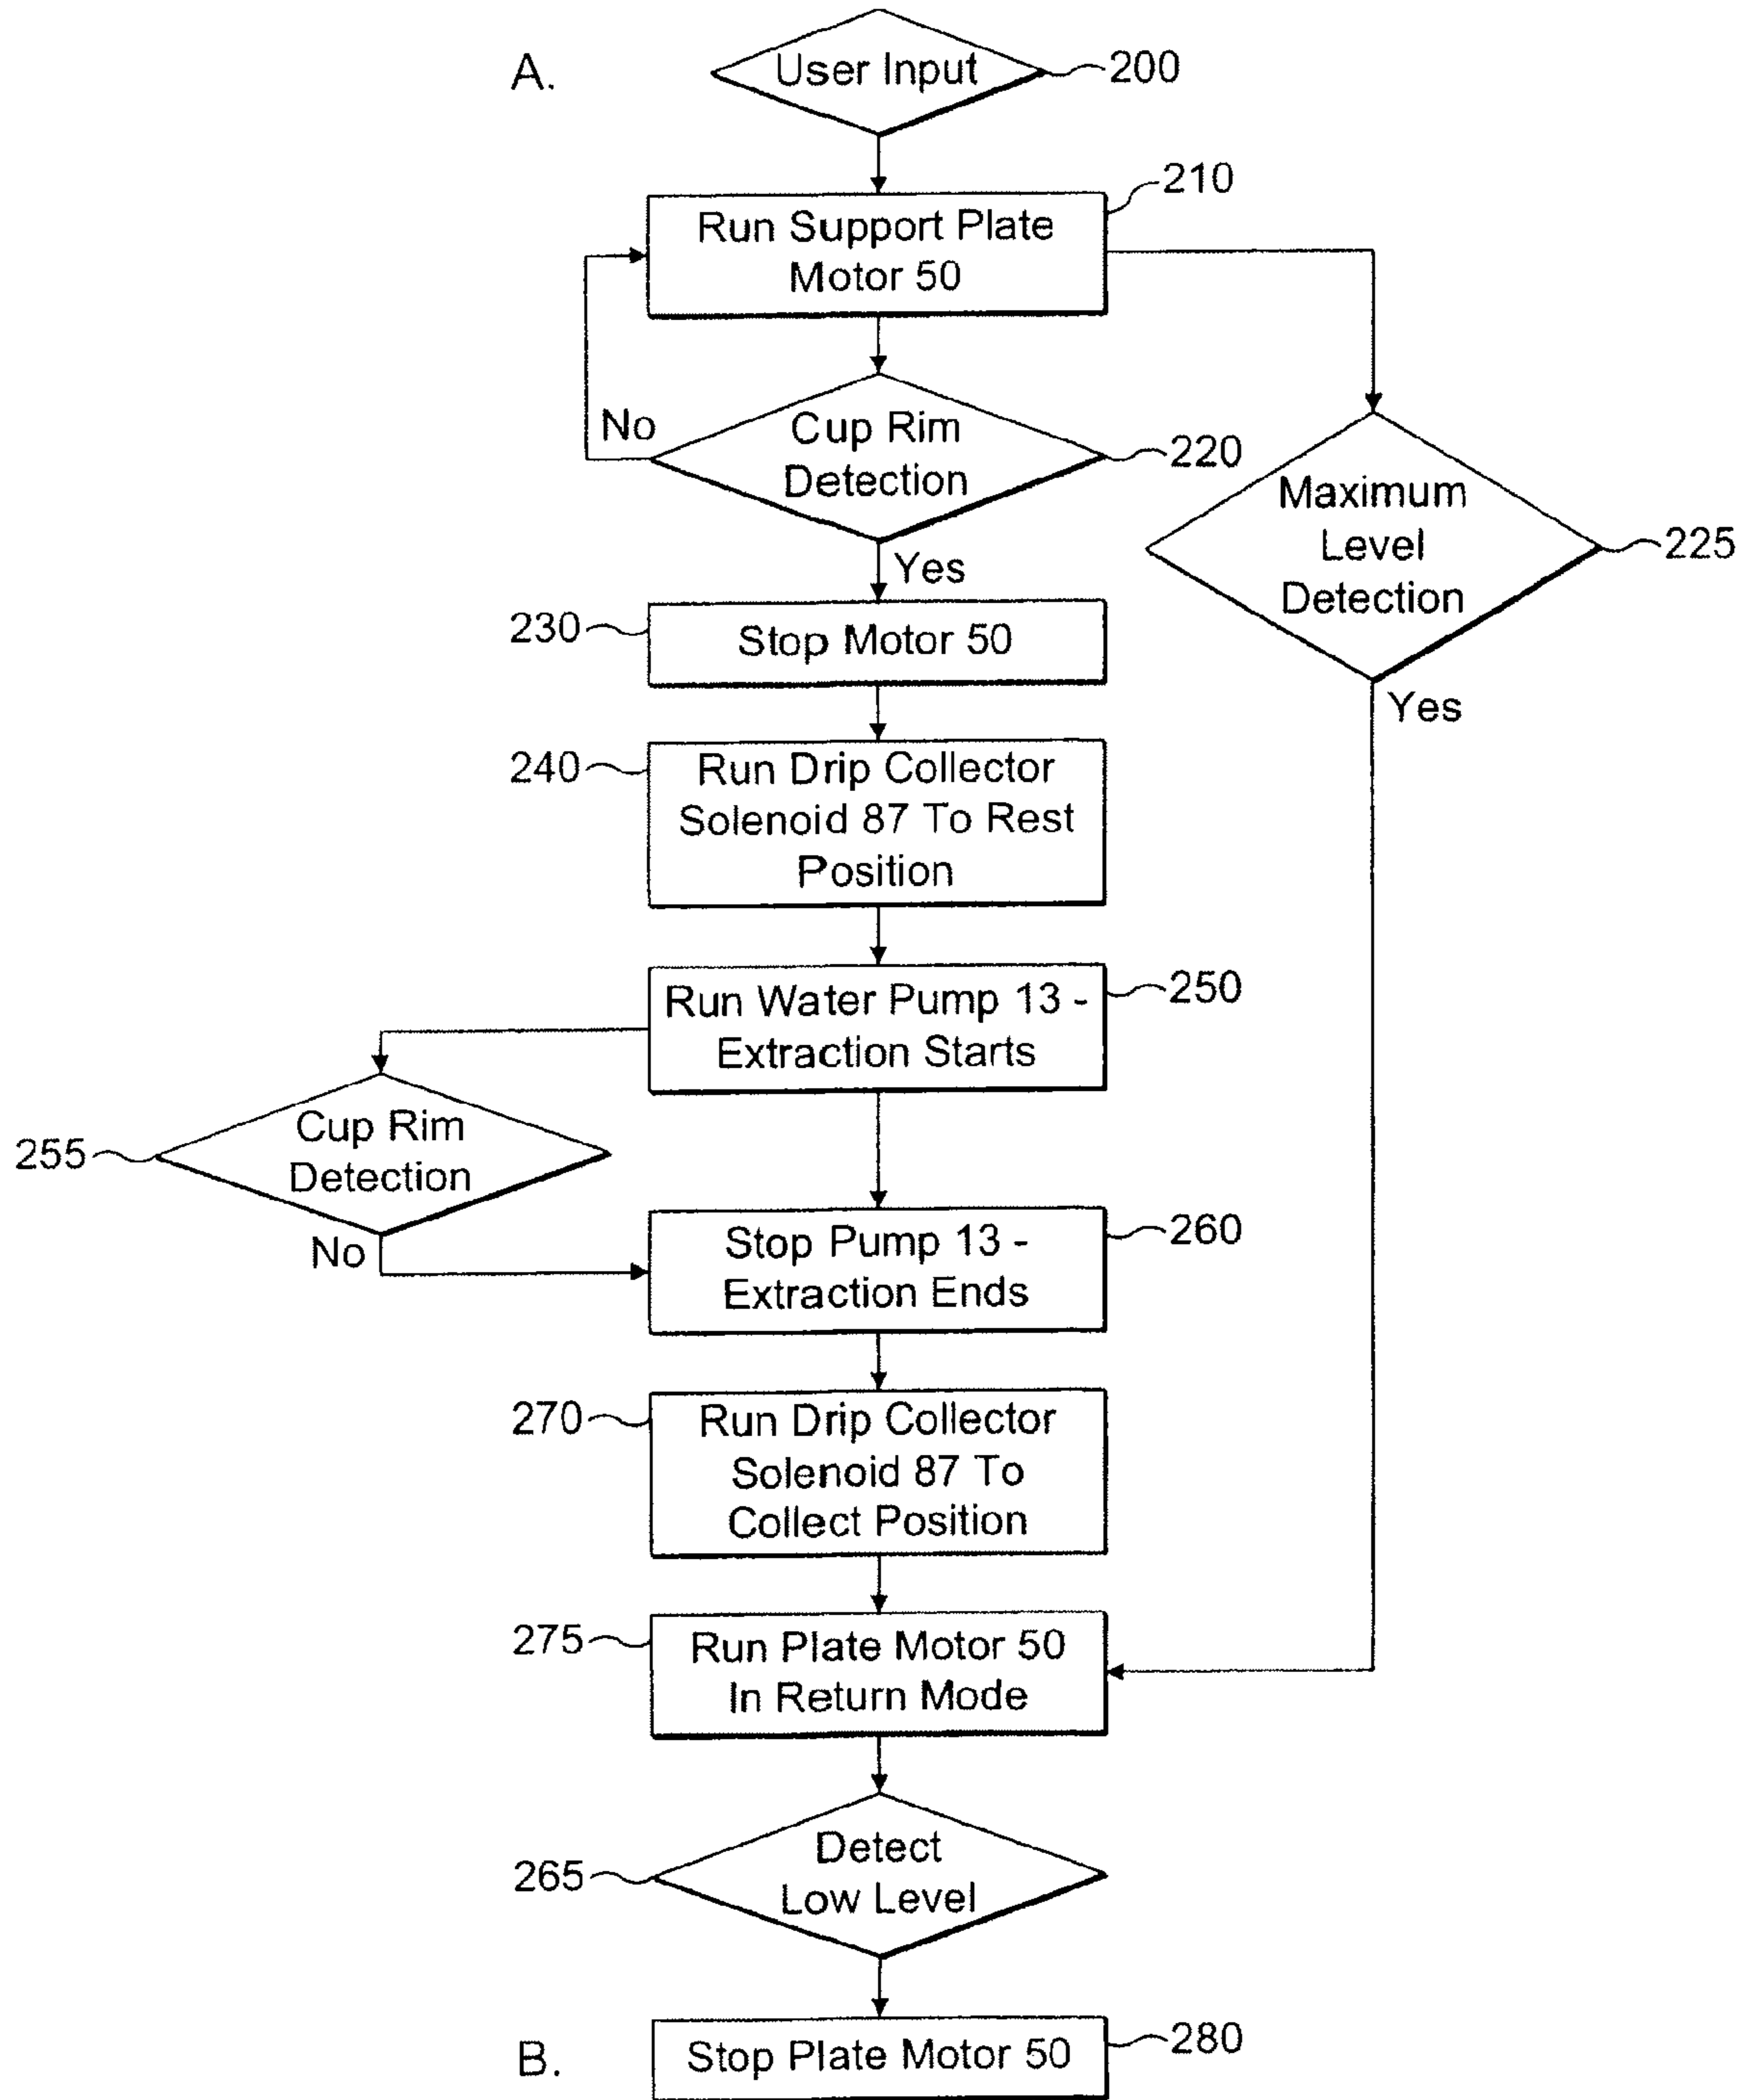 A.
User Input
200
210
Run Support Plate
Motor 50
No
Cup Rim
Detection
220
Maximum
Level
Detection
225
Yes
Yes
230
Stop Motor 50
240
Run Drip Collector
Solenoid 87 To Rest
Position
Run Water Pump 13 -
Extraction Starts
250
255
Cup Rim
Detection
No
Stop Pump 13 -
Extraction Ends
260
270
Run Drip Collector
Solenoid 87 To
Collect Position
275
Run Plate Motor 50
In Return Mode
265
Detect
Low Level
B.
Stop Plate Motor 50
280